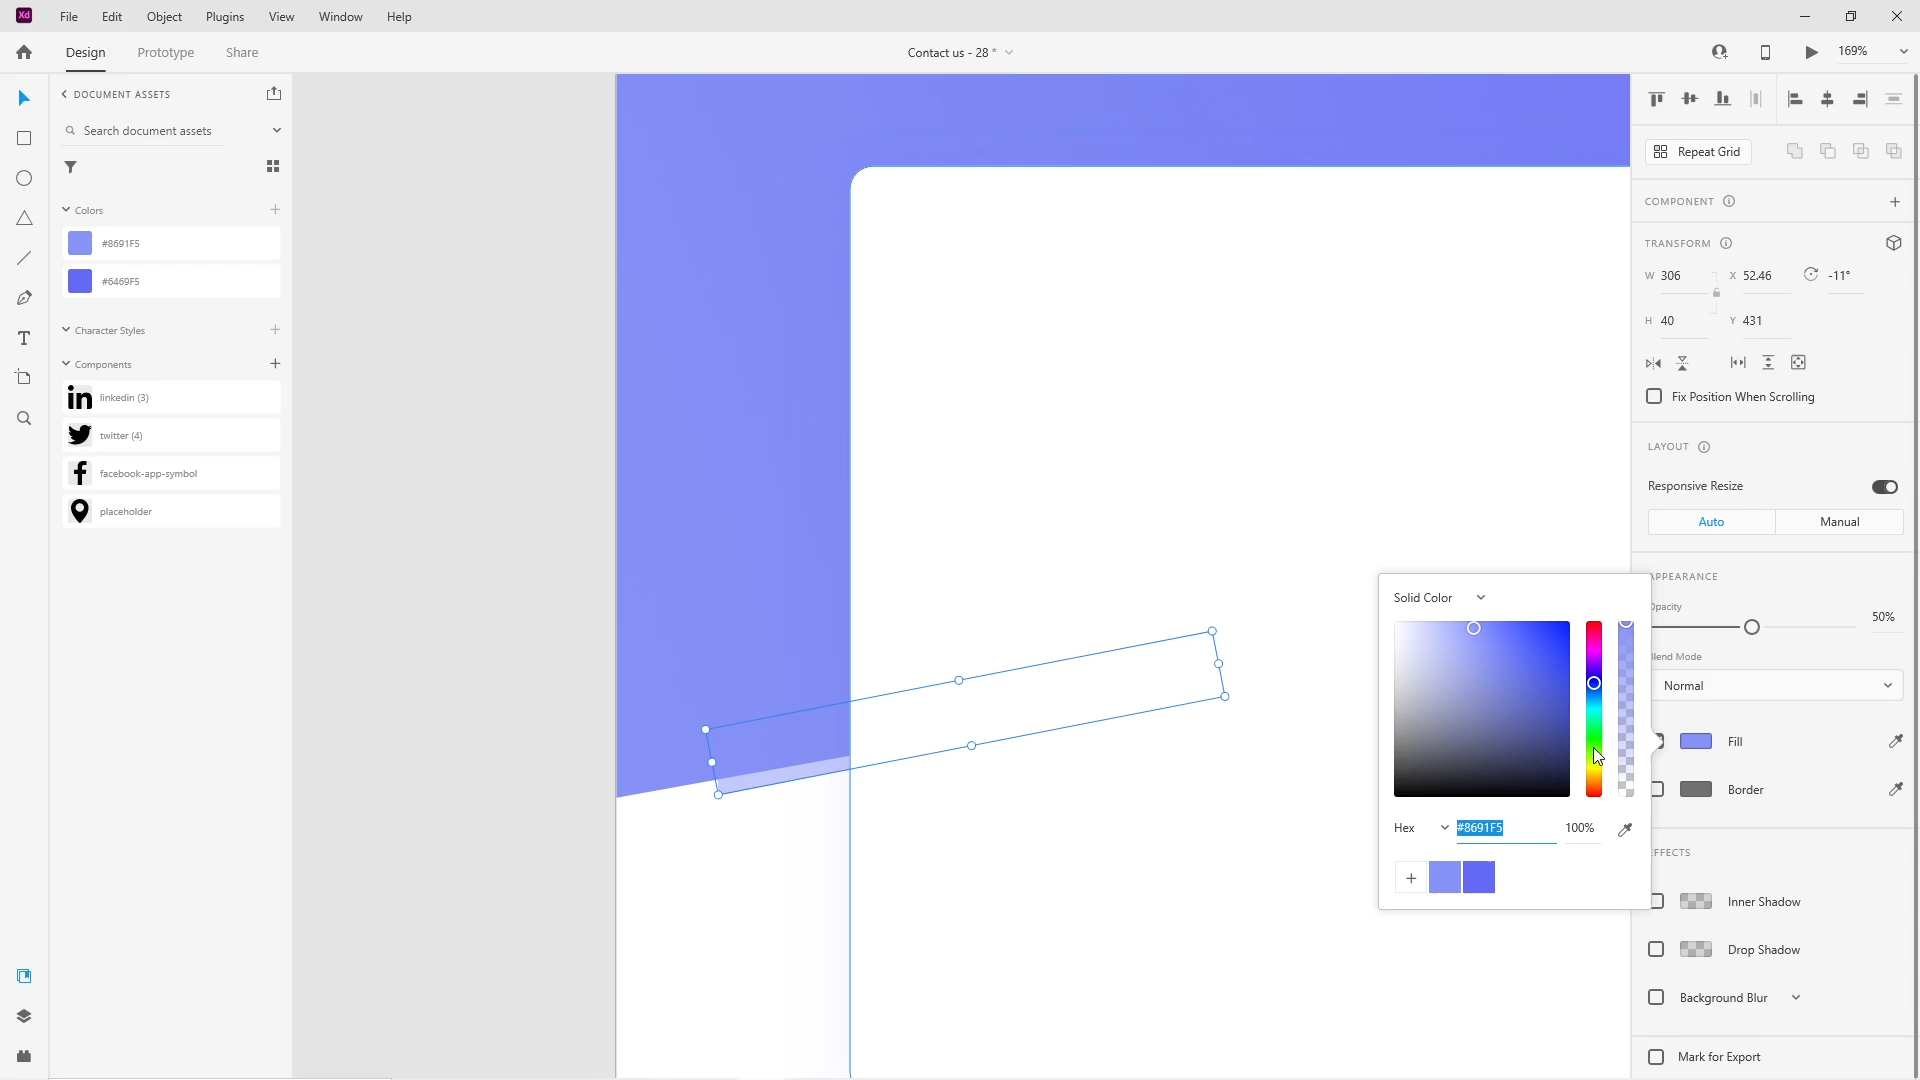 Xd File Edit Object Plugins View Window Help
Design Prototype Share Contact us - 28 * 169%
DOCUMENT ASSETS
Search document assets
Colors
#8691F5
#6469F5
Character Styles
Components
linkedin (3)
twitter (4)
facebook-app-symbol
placeholder
Repeat Grid
COMPONENT
TRANSFORM
W 306 X 52.46 -11°
H 40 Y 431
Fix Position When Scrolling
LAYOUT
Responsive Resize
Auto Manual
APPEARANCE
Opacity
50%
Blend Mode
Normal
Fill
Border
EFFECTS
Inner Shadow
Drop Shadow
Background Blur
Mark for Export
Solid Color
Hex #8691F5 100%